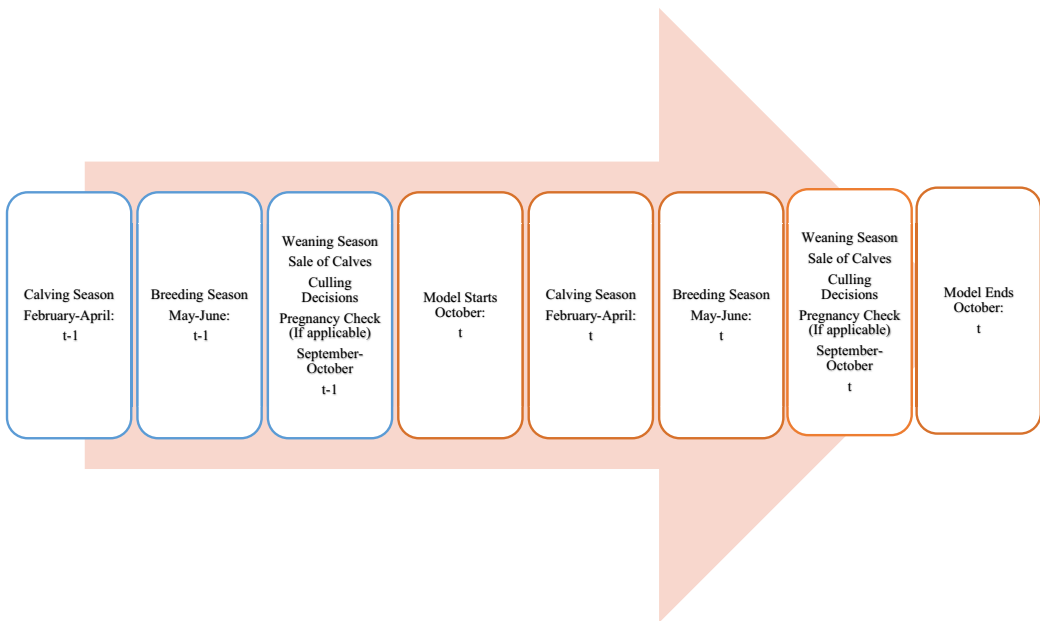 Calving Season
February-April:
t-1
Breeding Season
May-June:
t-1
Weaning Season
Sale of Calves
Culling
Decisions
Pregnancy Check
(If applicable)
September-
October
t-1
Model Starts
October:
t
Calving Season
February-April:
t
Breeding Season
May-June:
t
Weaning Season
Sale of Calves
Culling
Decisions
Pregnancy Check
(If applicable)
September-
October
t
Model Ends
October:
t